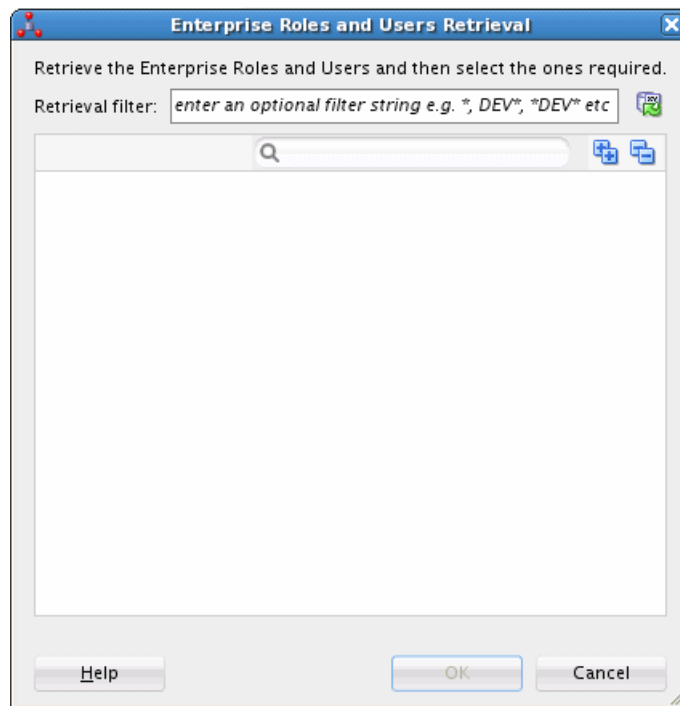 Enterprise Roles and Users Retrieval
Retrieve the Enterprise Roles and Users and then select the ones required.
Retrieval filter: enter an optional filter string e.g. *, DEV*, *DEV* etc
Help OK Cancel